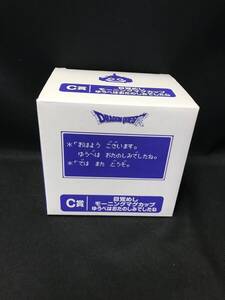 C賞
DRAGON QUEST
*「おはよう ございます。
ゆうべは おたのしみでしたね。
*「では また どうぞ。
C賞
目覚めし
モーニングマグカップ
ゆうべはおたのしみでしたね